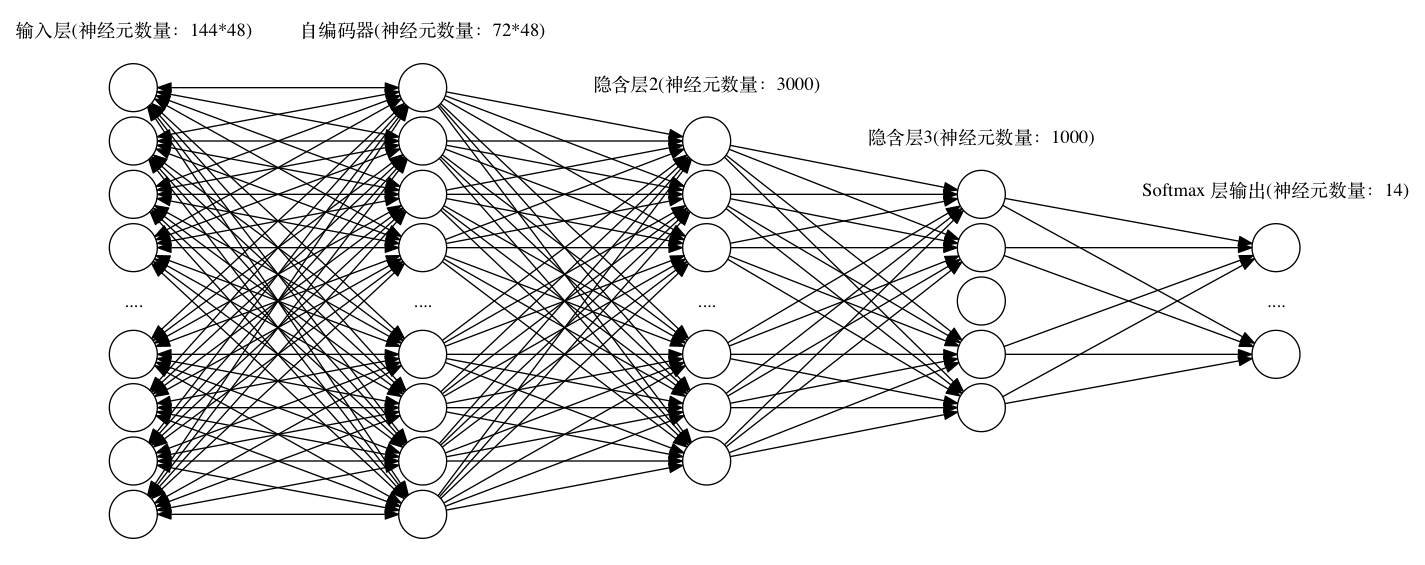 输入层(神经元数量：144*48)
自编码器(神经元数量：72*48)
隐含层2(神经元数量：3000)
隐含层3(神经元数量：1000)
Softmax 层输出(神经元数量：14)
....
....
....
....